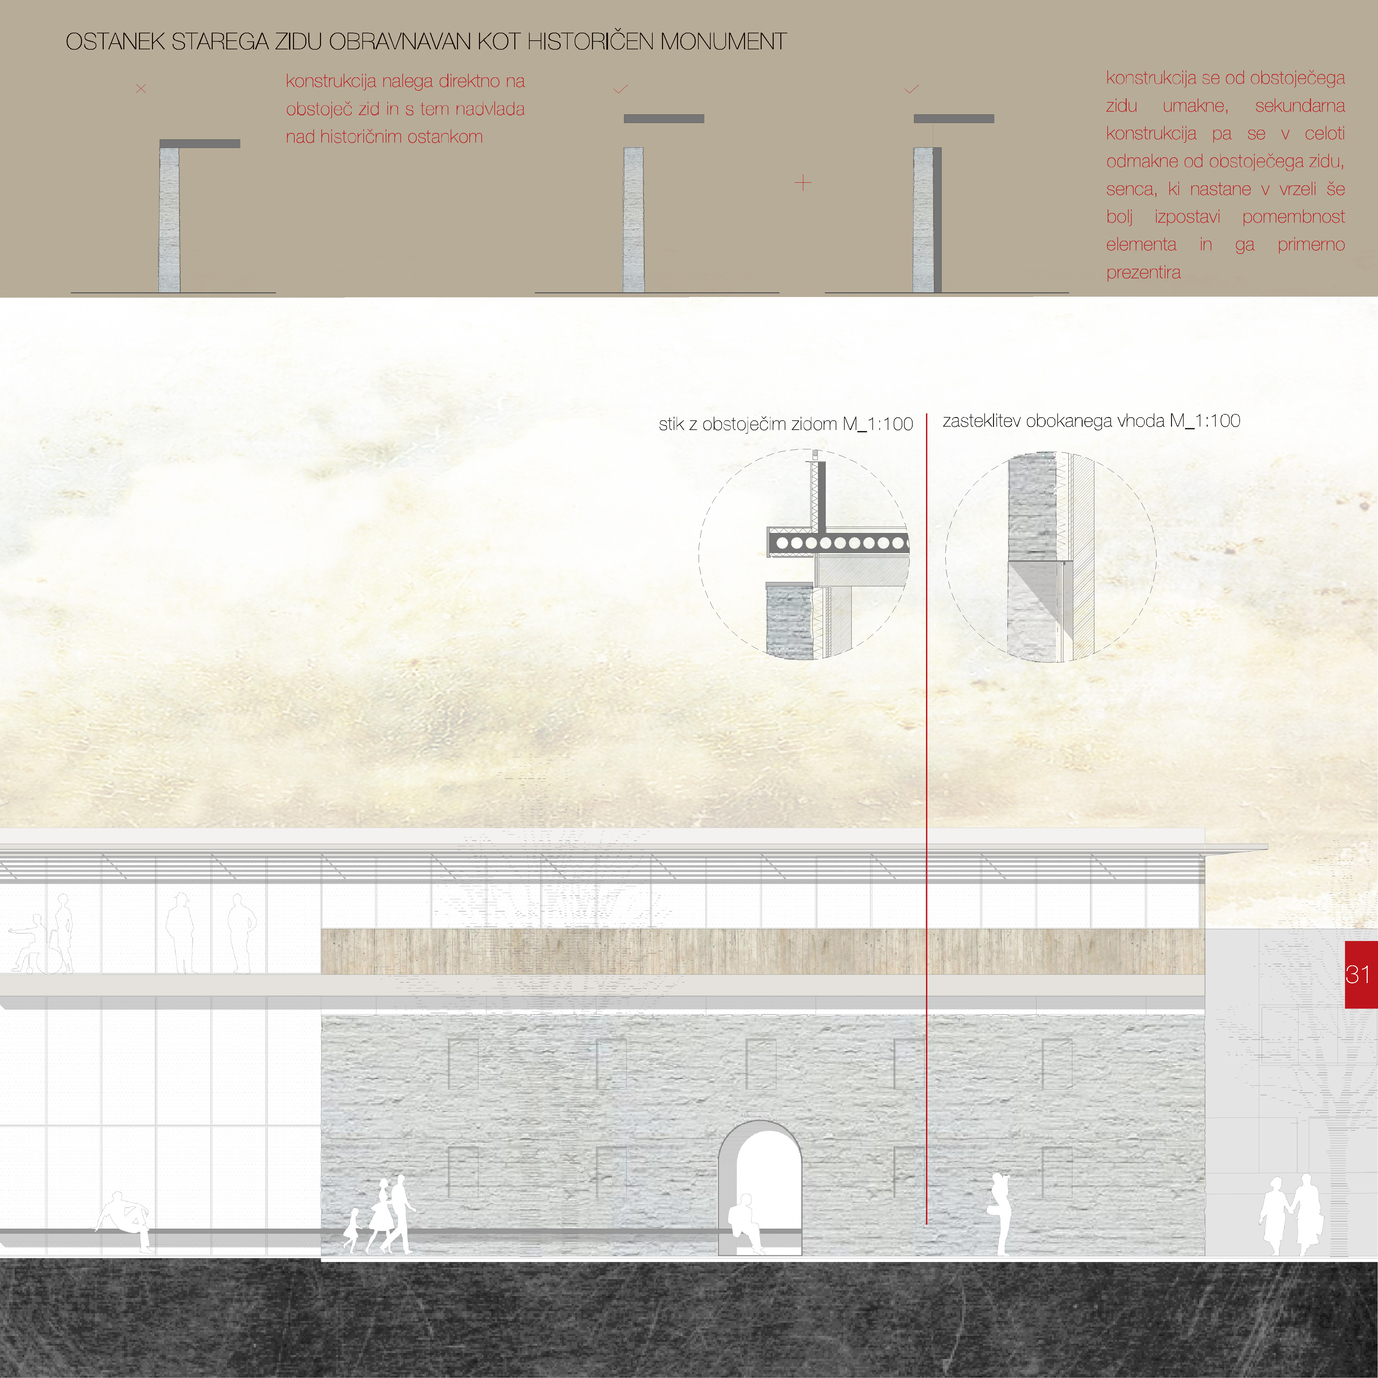 OSTANEK STAREGA ZIDU OBRAVNAVAN KOT HISTORIČEN MONUMENT
konstrukcija nalega direktno na
obstoječ zid in s tem nadvlada
nad historičnim ostankom
konstrukcija se od obstoječega
zidu umakne, sekundarna
konstrukcija pa se v celoti
odmakne od obstoječega zidu,
senca, ki nastane v vrzeli še
bolj izpostavi pomembnost
elementa in ga primerno
prezentira
stik z obstoječim zidom M_1:100
zasteklitev obokanega vhoda M_1:100
31